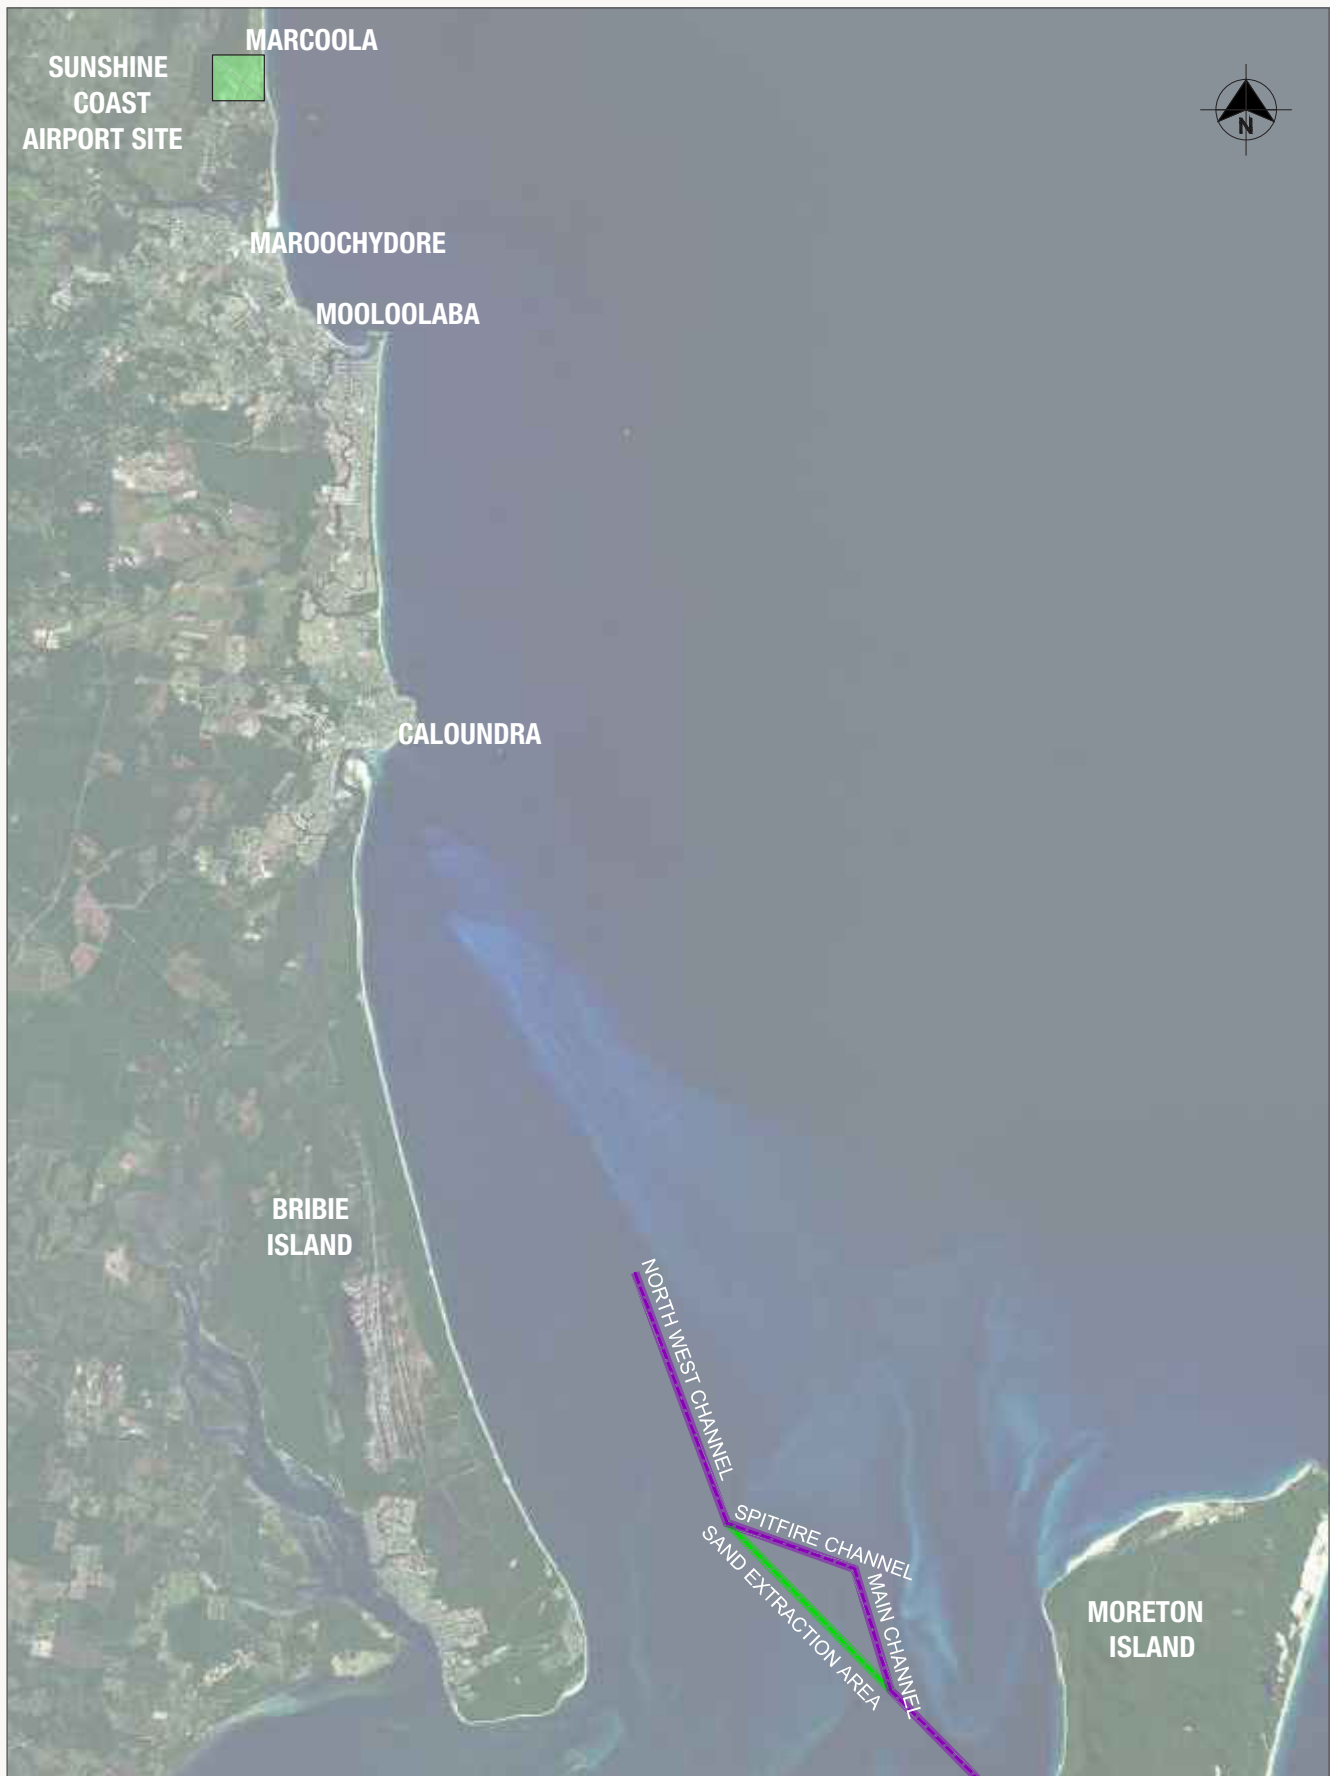 MARCOOLA
SUNSHINE
COAST
AIRPORT SITE
N
MAROOCHYDORE
MOOLOOLABA
CALOUNDRA
BRIBIE
ISLAND
NORTH WEST CHANNEL
SPITFIRE CHANNEL
SAND EXTRACTION AREA
MAIN CHANNEL
MORETON
ISLAND